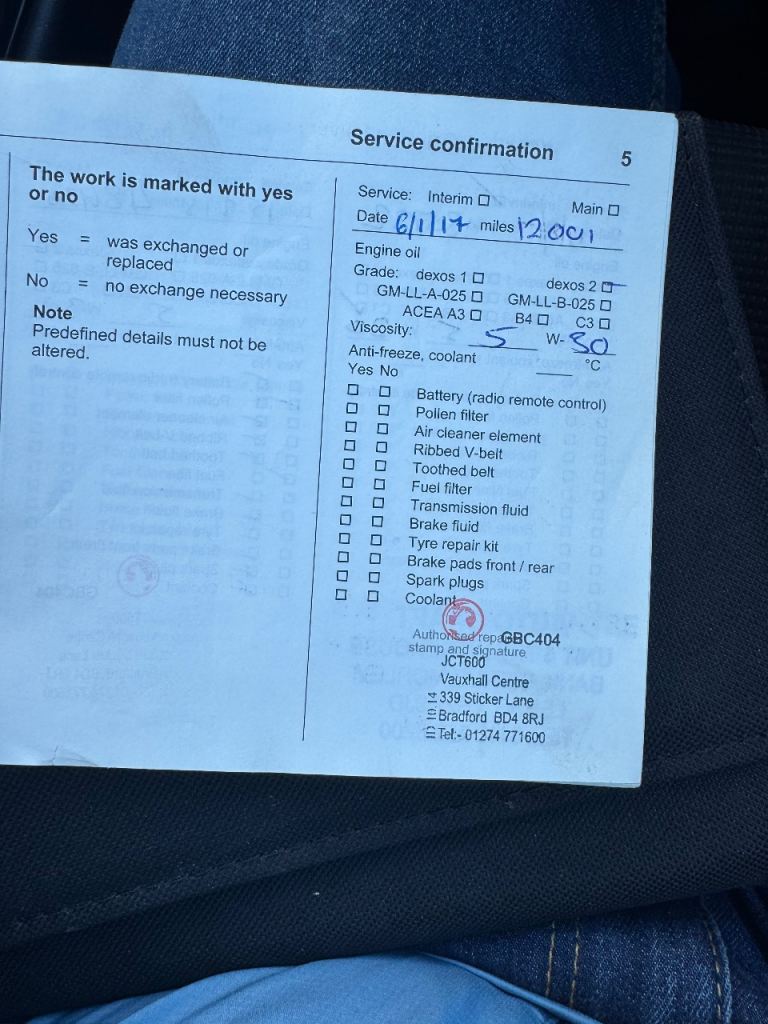 Service confirmation 5
The work is marked with yes
or no
Yes = was exchanged or
replaced
No = no exchange necessary
Note
Predefined details must not be
altered.
Service: Interim ☐ Main ☐
Date 6/1/17 miles 12001
Engine oil
Grade: dexos 1 ☐ dexos 2 ☐
GM-LL-A-025 ☐ GM-LL-B-025 ☐
ACEA A3 ☐ B4 ☐ C3 ☐
Viscosity: 5 W- 30
Anti-freeze, coolant ____ °C
Yes No
☐ ☐ Battery (radio remote control)
☐ ☐ Pollen filter
☐ ☐ Air cleaner element
☐ ☐ Ribbed V-belt
☐ ☐ Toothed belt
☐ ☐ Fuel filter
☐ ☐ Transmission fluid
☐ ☐ Brake fluid
☐ ☐ Tyre repair kit
☐ ☐ Brake pads front / rear
☐ ☐ Spark plugs
☐ ☐ Coolant
Authorised GBC404
stamp and signature
JCT600
Vauxhall Centre
339 Sticker Lane
Bradford BD4 8RJ
Tel:- 01274 771600